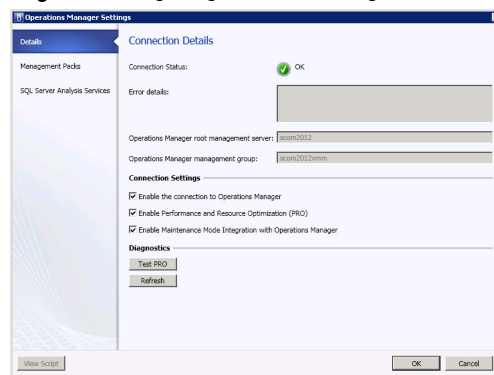 Operations Manager Settings
Details
Management Packs
SQL Server Analysis Services
Connection Details
Connection Status:
OK
Error details:
Operations Manager root management server: scom2012
Operations Manager management group: scom2012vmm
Connection Settings
Enable the connection to Operations Manager
Enable Performance and Resource Optimization (PRO)
Enable Maintenance Mode Integration with Operations Manager
Diagnostics
Test PRO
Refresh
View Script
OK
Cancel